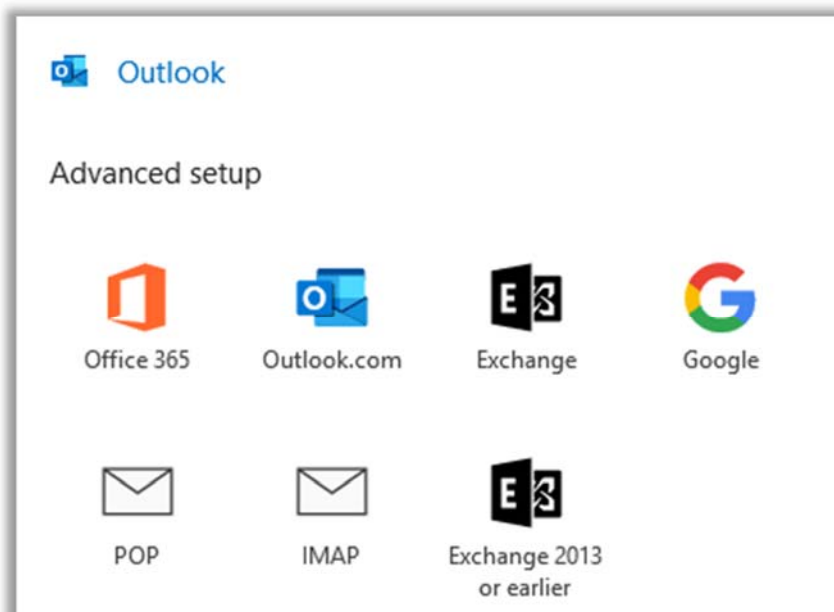 Outlook
Advanced setup
Office 365
Outlook.com
Exchange
Google
POP
IMAP
Exchange 2013
or earlier